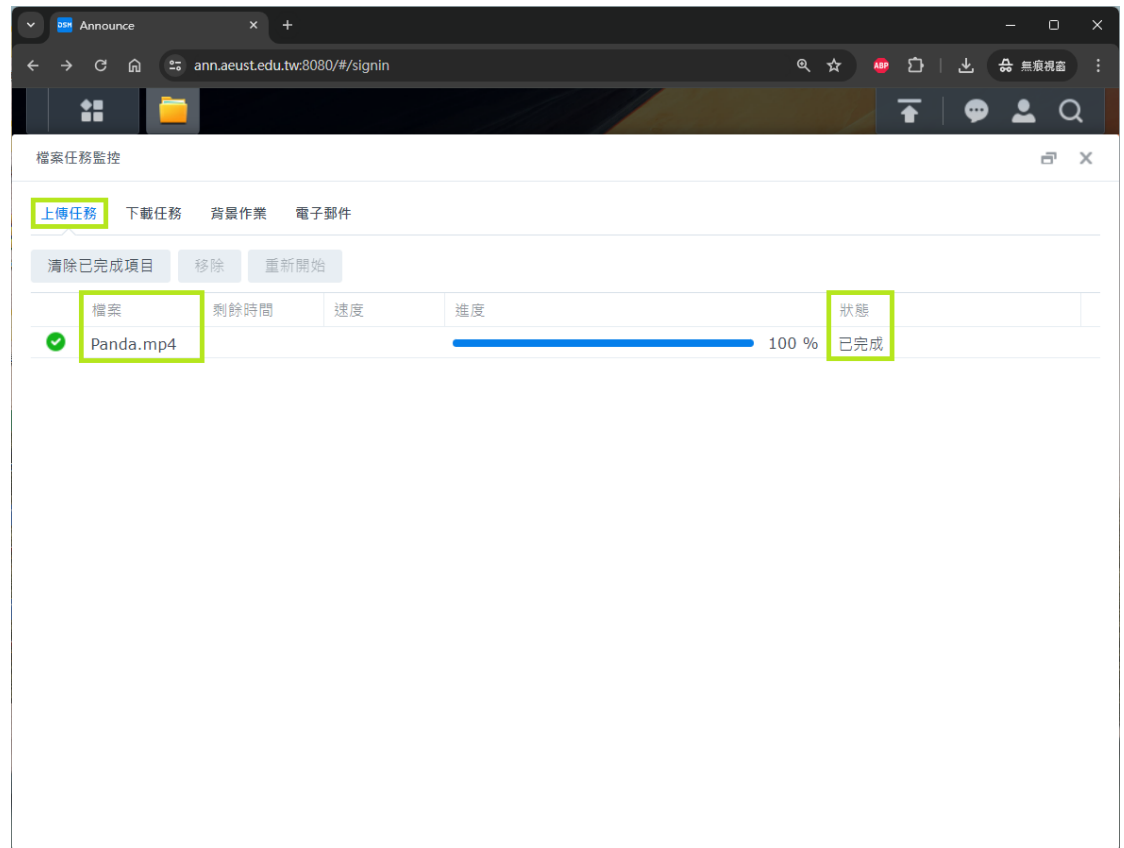 DSM Announce
ann.aeust.edu.tw:8080/#/signin ABP 無痕視窗
檔案任務監控
上傳任務 下載任務 背景作業 電子郵件
清除已完成項目 移除 重新開始
檔案 剩餘時間 速度 進度 狀態
Panda.mp4 100 % 已完成